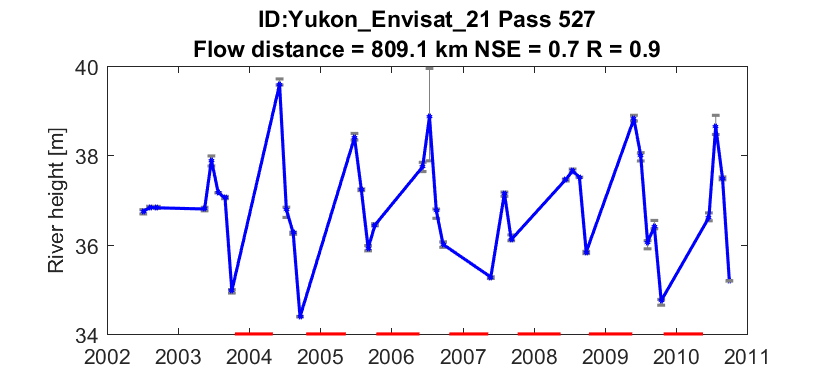 ID:Yukon_Envisat_21 Pass 527
Flow distance = 809.1 km NSE = 0.7 R = 0.9
River height [m]
40
38
36
34
2002 2003 2004 2005 2006 2007 2008 2009 2010 2011